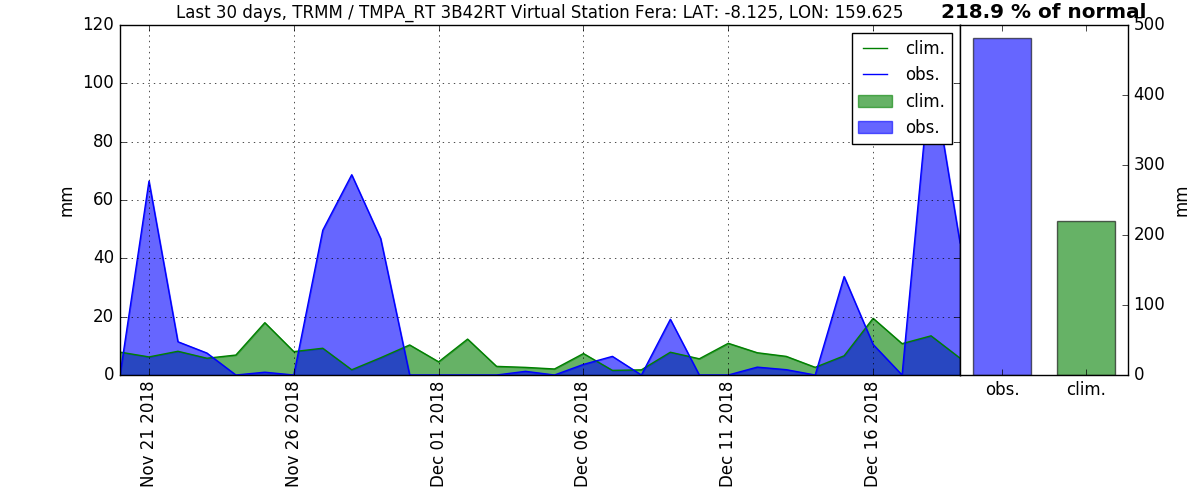 Last 30 days, TRMM / TMPA_RT 3B42RT Virtual Station Fera: LAT: -8.125, LON: 159.625
218.9 % of normal
120
100
80
60
40
20
0
mm
clim.
obs.
clim.
obs.
Nov 21 2018
Nov 26 2018
Dec 01 2018
Dec 06 2018
Dec 11 2018
Dec 16 2018
500
400
300
200
100
0
mm
obs.
clim.